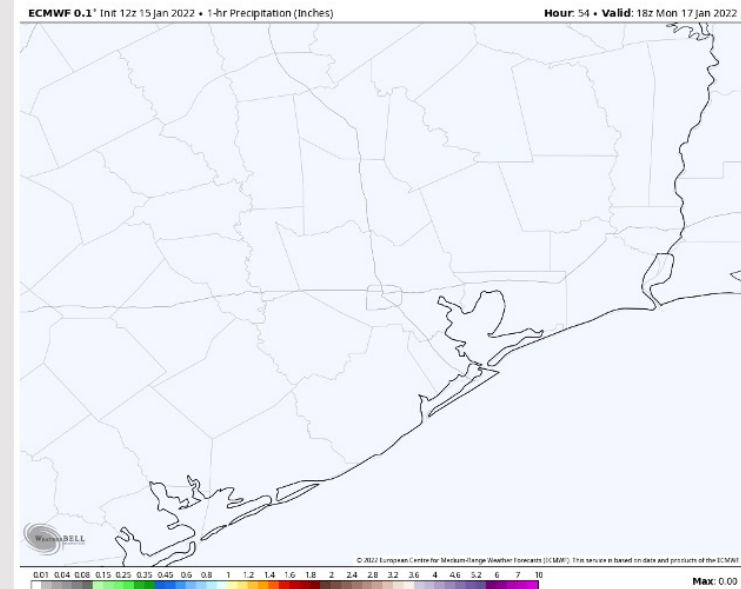 ECMWF 0.1° Init 12z 15 Jan 2022 • 1-hr Precipitation (Inches) Hour: 54 • Valid: 18z Mon 17 Jan 2022
WEATHERBELL
© 2022 European Centre for Medium-Range Weather Forecasts (ECMWF). This service is based on data and products of the ECMWF
0.01 0.04 0.08 0.15 0.25 0.35 0.45 0.6 0.8 1 1.2 1.4 1.6 1.8 2 2.4 2.8 3.2 3.6 4 4.6 5.2 6 7 10 Max: 0.00